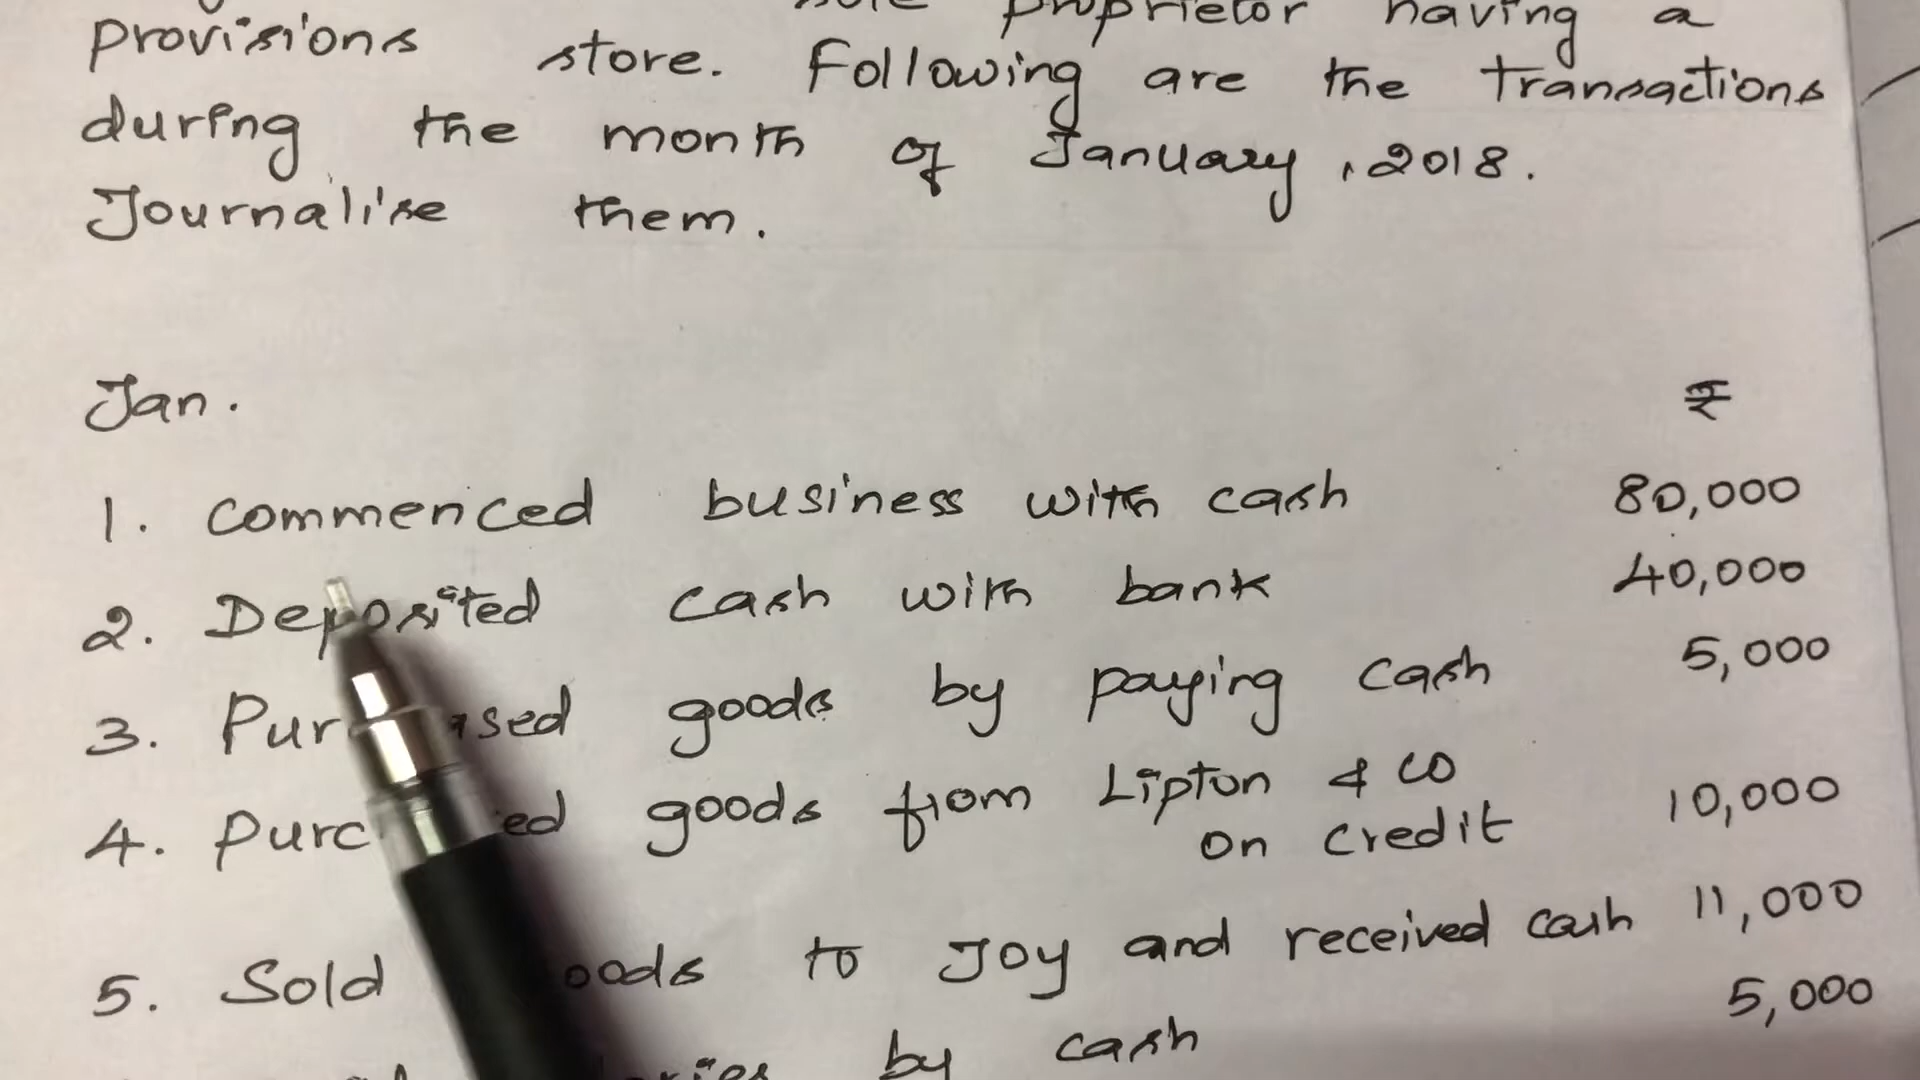 proprietor having a
provisions store. Following are the transactions
during the month of January, 2018.
Journalise them.
Jan. ₹
1. Commenced business with cash 80,000
2. Deposited cash with bank 40,000
3. goods by paying cash 5,000
4. goods from Lipton & co
on credit 10,000
5. Sold to Joy and received cash 11,000
by cash 5,000